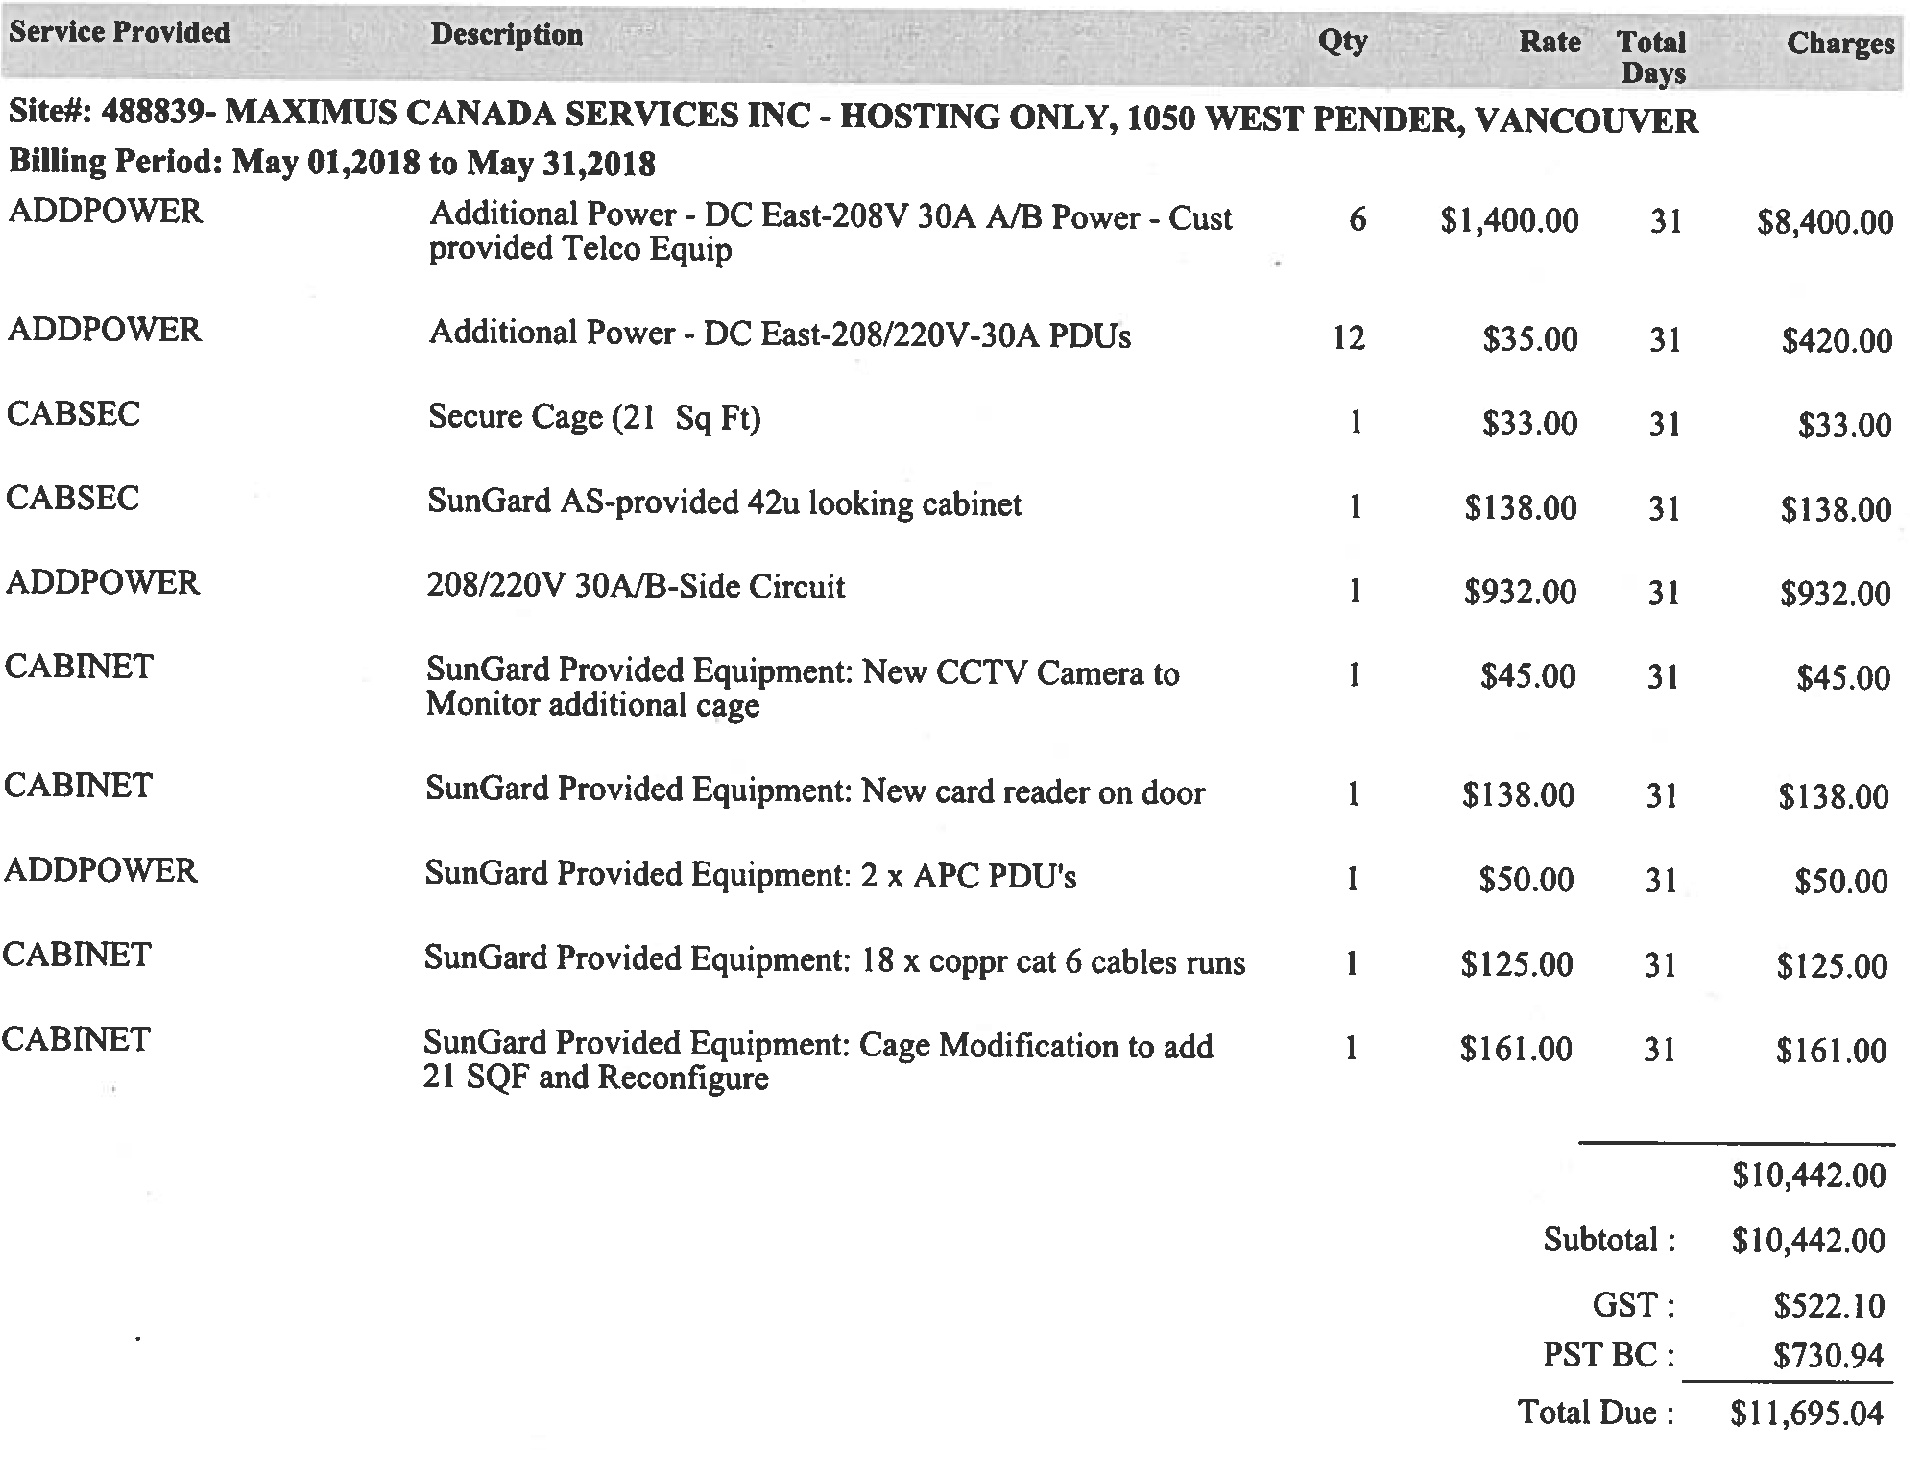 Service Provided Description Qty Rate Total Days Charges
Site#: 488839- MAXIMUS CANADA SERVICES INC - HOSTING ONLY, 1050 WEST PENDER, VANCOUVER
Billing Period: May 01,2018 to May 31,2018
ADDPOWER Additional Power - DC East-208V 30A A/B Power - Cust 6 $1,400.00 31 $8,400.00
provided Telco Equip
ADDPOWER Additional Power - DC East-208/220V-30A PDUs 12 $35.00 31 $420.00
CABSEC Secure Cage (21 Sq Ft) 1 $33.00 31 $33.00
CABSEC SunGard AS-provided 42u looking cabinet 1 $138.00 31 $138.00
ADDPOWER 208/220V 30A/B-Side Circuit 1 $932.00 31 $932.00
CABINET SunGard Provided Equipment: New CCTV Camera to 1 $45.00 31 $45.00
Monitor additional cage
CABINET SunGard Provided Equipment: New card reader on door 1 $138.00 31 $138.00
ADDPOWER SunGard Provided Equipment: 2 x APC PDU's 1 $50.00 31 $50.00
CABINET SunGard Provided Equipment: 18 x coppr cat 6 cables runs 1 $125.00 31 $125.00
CABINET SunGard Provided Equipment: Cage Modification to add 1 $161.00 31 $161.00
21 SQF and Reconfigure
$10,442.00
Subtotal : $10,442.00
GST : $522.10
PST BC : $730.94
Total Due : $11,695.04